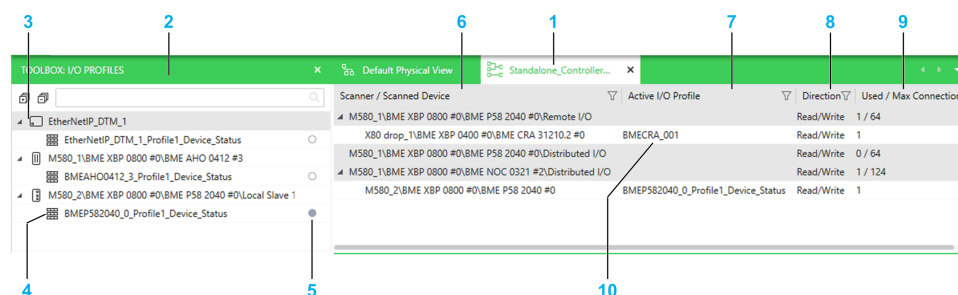 3 2 6 1 7 8 9
TOOLBOX: I/O PROFILES
EtherNetIP_DTM_1
EtherNetIP_DTM_1_Profile1_Device_Status
M580_1\BME XBP 0800 #0\BME AHO 0412 #3
BMEAHO0412_3_Profile1_Device_Status
M580_2\BME XBP 0800 #0\BME P58 2040 #0\Local Slave 1
BMEP582040_0_Profile1_Device_Status
Default Physical View Standalone_Controller...
Scanner / Scanned Device Active I/O Profile Direction Used / Max Connection
M580_1\BME XBP 0800 #0\BME P58 2040 #0\Remote I/O Read/Write 1 / 64
X80 drop_1\BME XBP 0400 #0\BME CRA 31210.2 #0 BMECRA_001 Read/Write 1
M580_1\BME XBP 0800 #0\BME P58 2040 #0\Distributed I/O Read/Write 0 / 64
M580_1\BME XBP 0800 #0\BME NOC 0321 #2\Distributed I/O Read/Write 1 / 124
M580_2\BME XBP 0800 #0\BME P58 2040 #0 BMEP582040_0_Profile1_Device_Status Read/Write 1
4 5 10